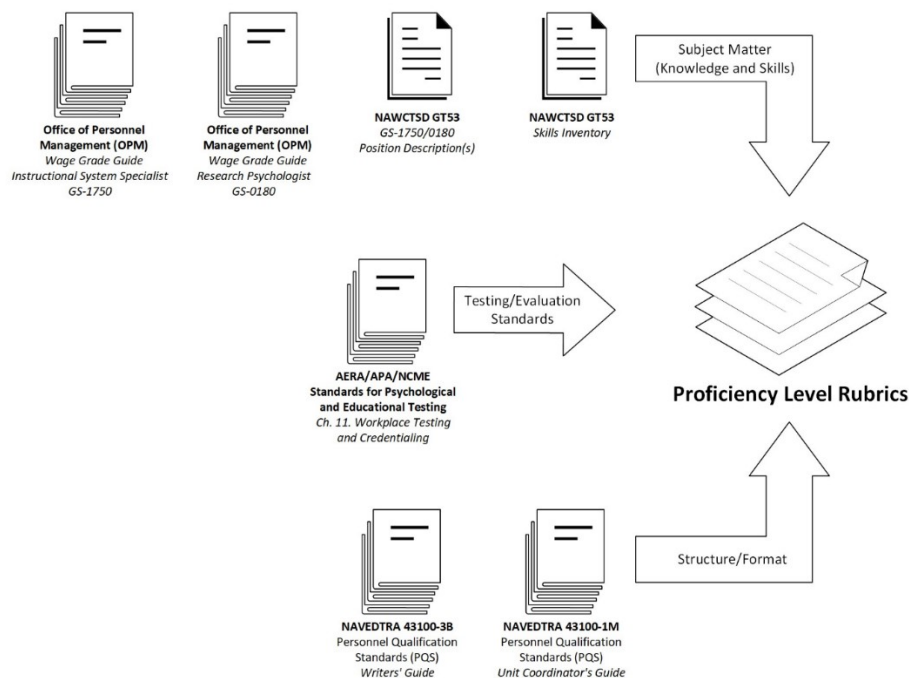 Office of Personnel
Management (OPM)
Wage Grade Guide
Instructional System Specialist
GS-1750
Office of Personnel
Management (OPM)
Wage Grade Guide
Research Psychologist
GS-0180
NAWCTSD GT53
GS-1750/0180
Position Description(s)
NAWCTSD GT53
Skills Inventory
Subject Matter
(Knowledge and Skills)
AERA/APA/NCME
Standards for Psychological
and Educational Testing
Ch. 11. Workplace Testing
and Credentialing
Testing/Evaluation
Standards
Proficiency Level Rubrics
NAVEDTRA 43100-3B
Personnel Qualification
Standards (PQS)
Writers' Guide
NAVEDTRA 43100-1M
Personnel Qualification
Standards (PQS)
Unit Coordinator's Guide
Structure/Format